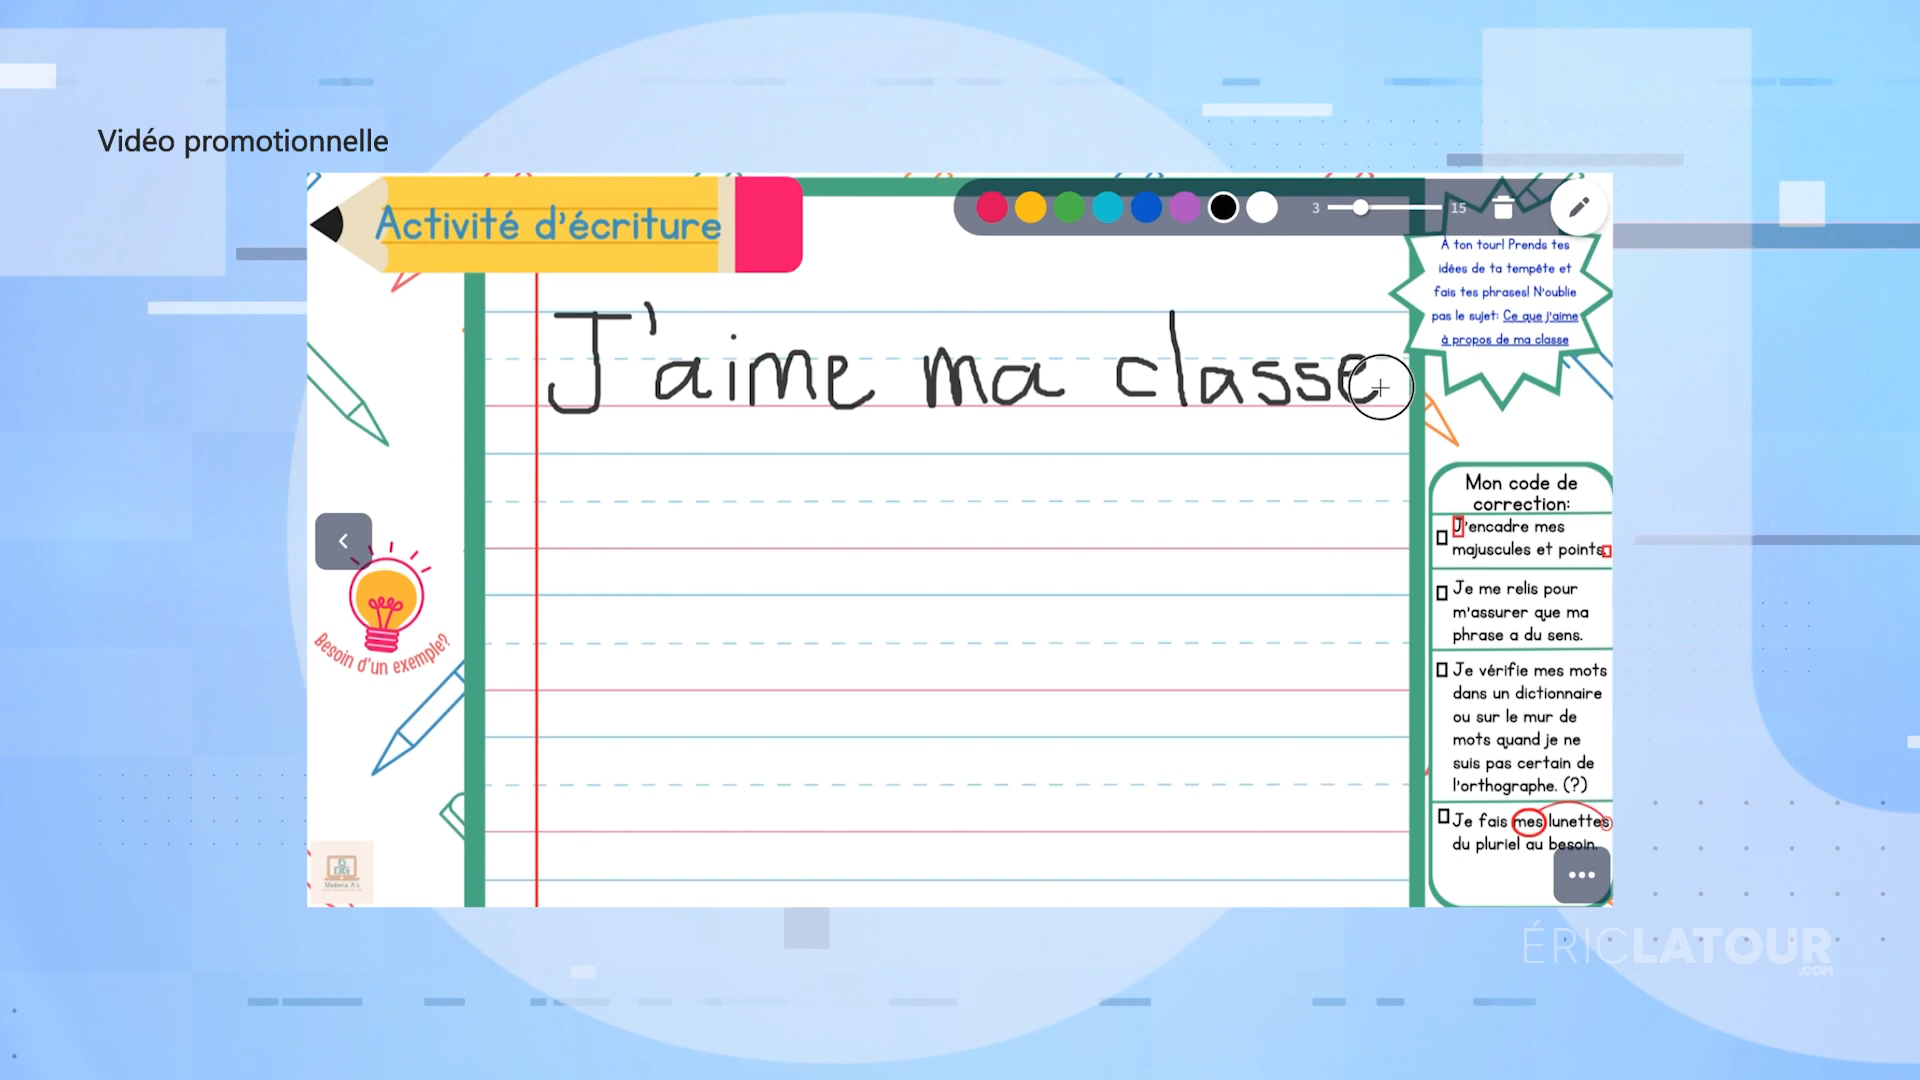 Vidéo promotionnelle
Activité d'écriture
3 15
À ton tour! Prends tes
idées de ta tempête et
fais tes phrases! N'oublie
pas le sujet: Ce que j'aime
à propos de ma classe
J'aime ma classe
Mon code de
correction:
J'encadre mes
majuscules et points.
Je me relis pour
m'assurer que ma
phrase a du sens.
Je vérifie mes mots
dans un dictionnaire
ou sur le mur de
mots quand je ne
suis pas certain de
l'orthographe. (?)
Je fais mes lunettes
du pluriel au besoin.
Besoin d'un exemple?
Madame A's
ÉRICLATOUR
.COM